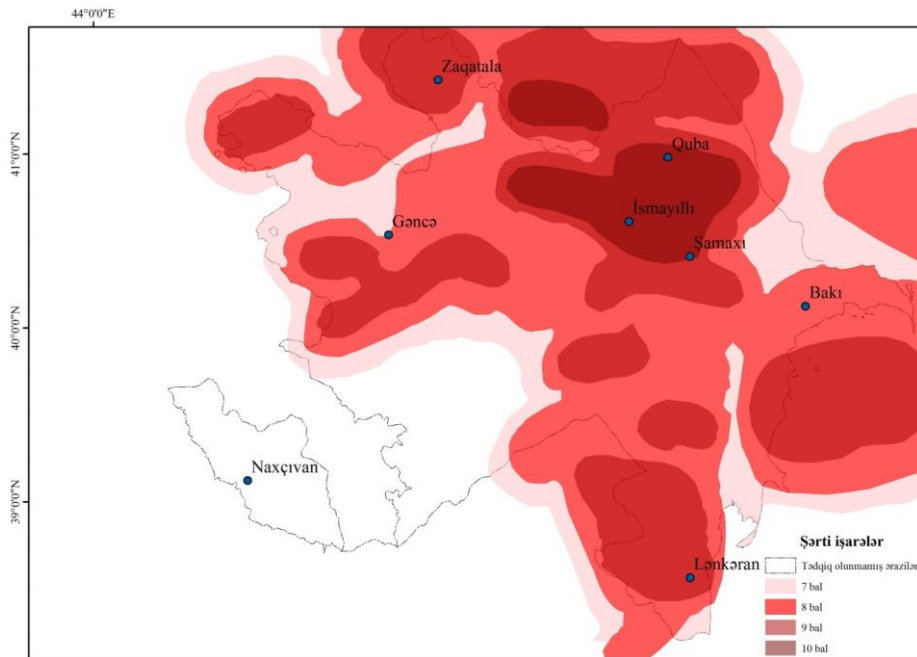 44°0'0"E
Zaqatala
41°0'0"N
Quba
İsmayıllı
Gəncə
Şamaxı
Bakı
40°0'0"N
Naxçıvan
39°0'0"N
Lənkəran
Şərti işarələr
Tədqiq olunmamış ərazilər
7 bal
8 bal
9 bal
10 bal